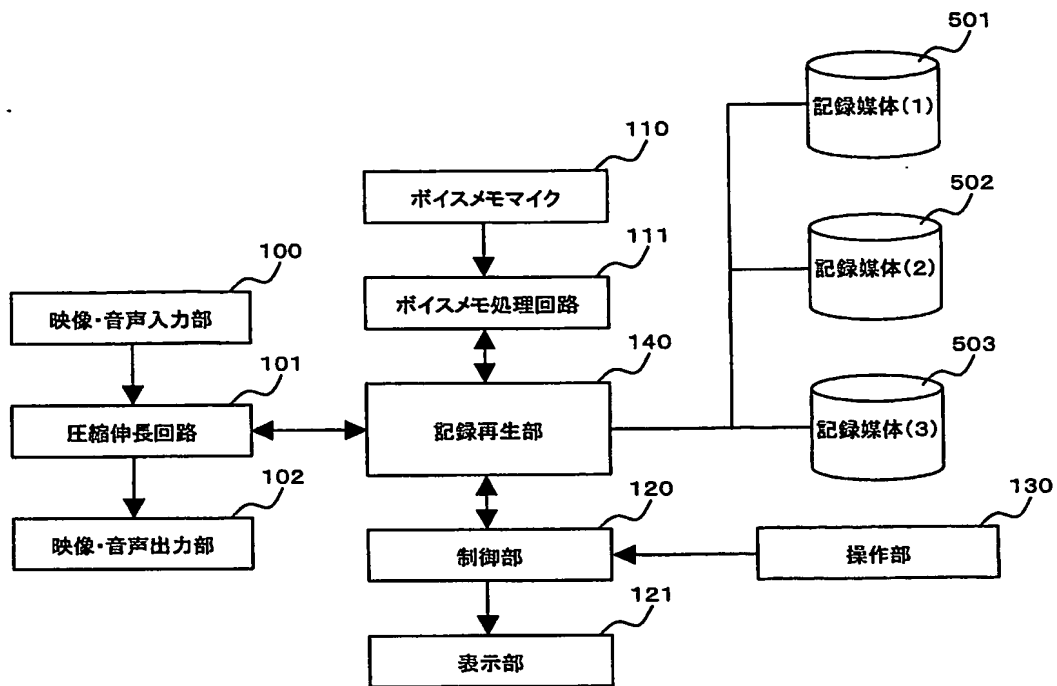 501
記録媒体(1)
110
ボイスメモマイク
502
111
記録媒体(2)
100
ボイスメモ処理回路
映像・音声入力部
140
503
101
記録再生部
記録媒体(3)
圧縮伸長回路
102
120
130
映像・音声出力部
制御部
操作部
121
表示部